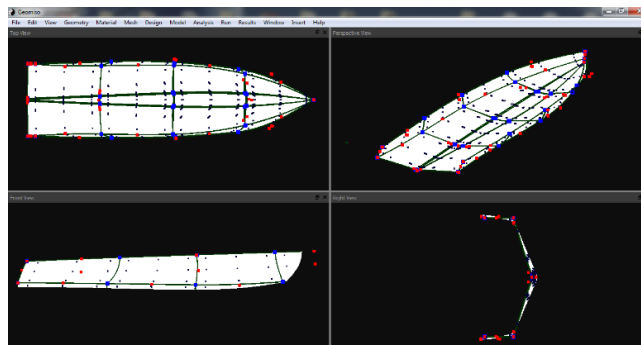 Geomiso
File Edit View Geometry Material Mesh Design Model Analysis Run Results Window Insert Help
Top View
Perspective View
Front View
Right View